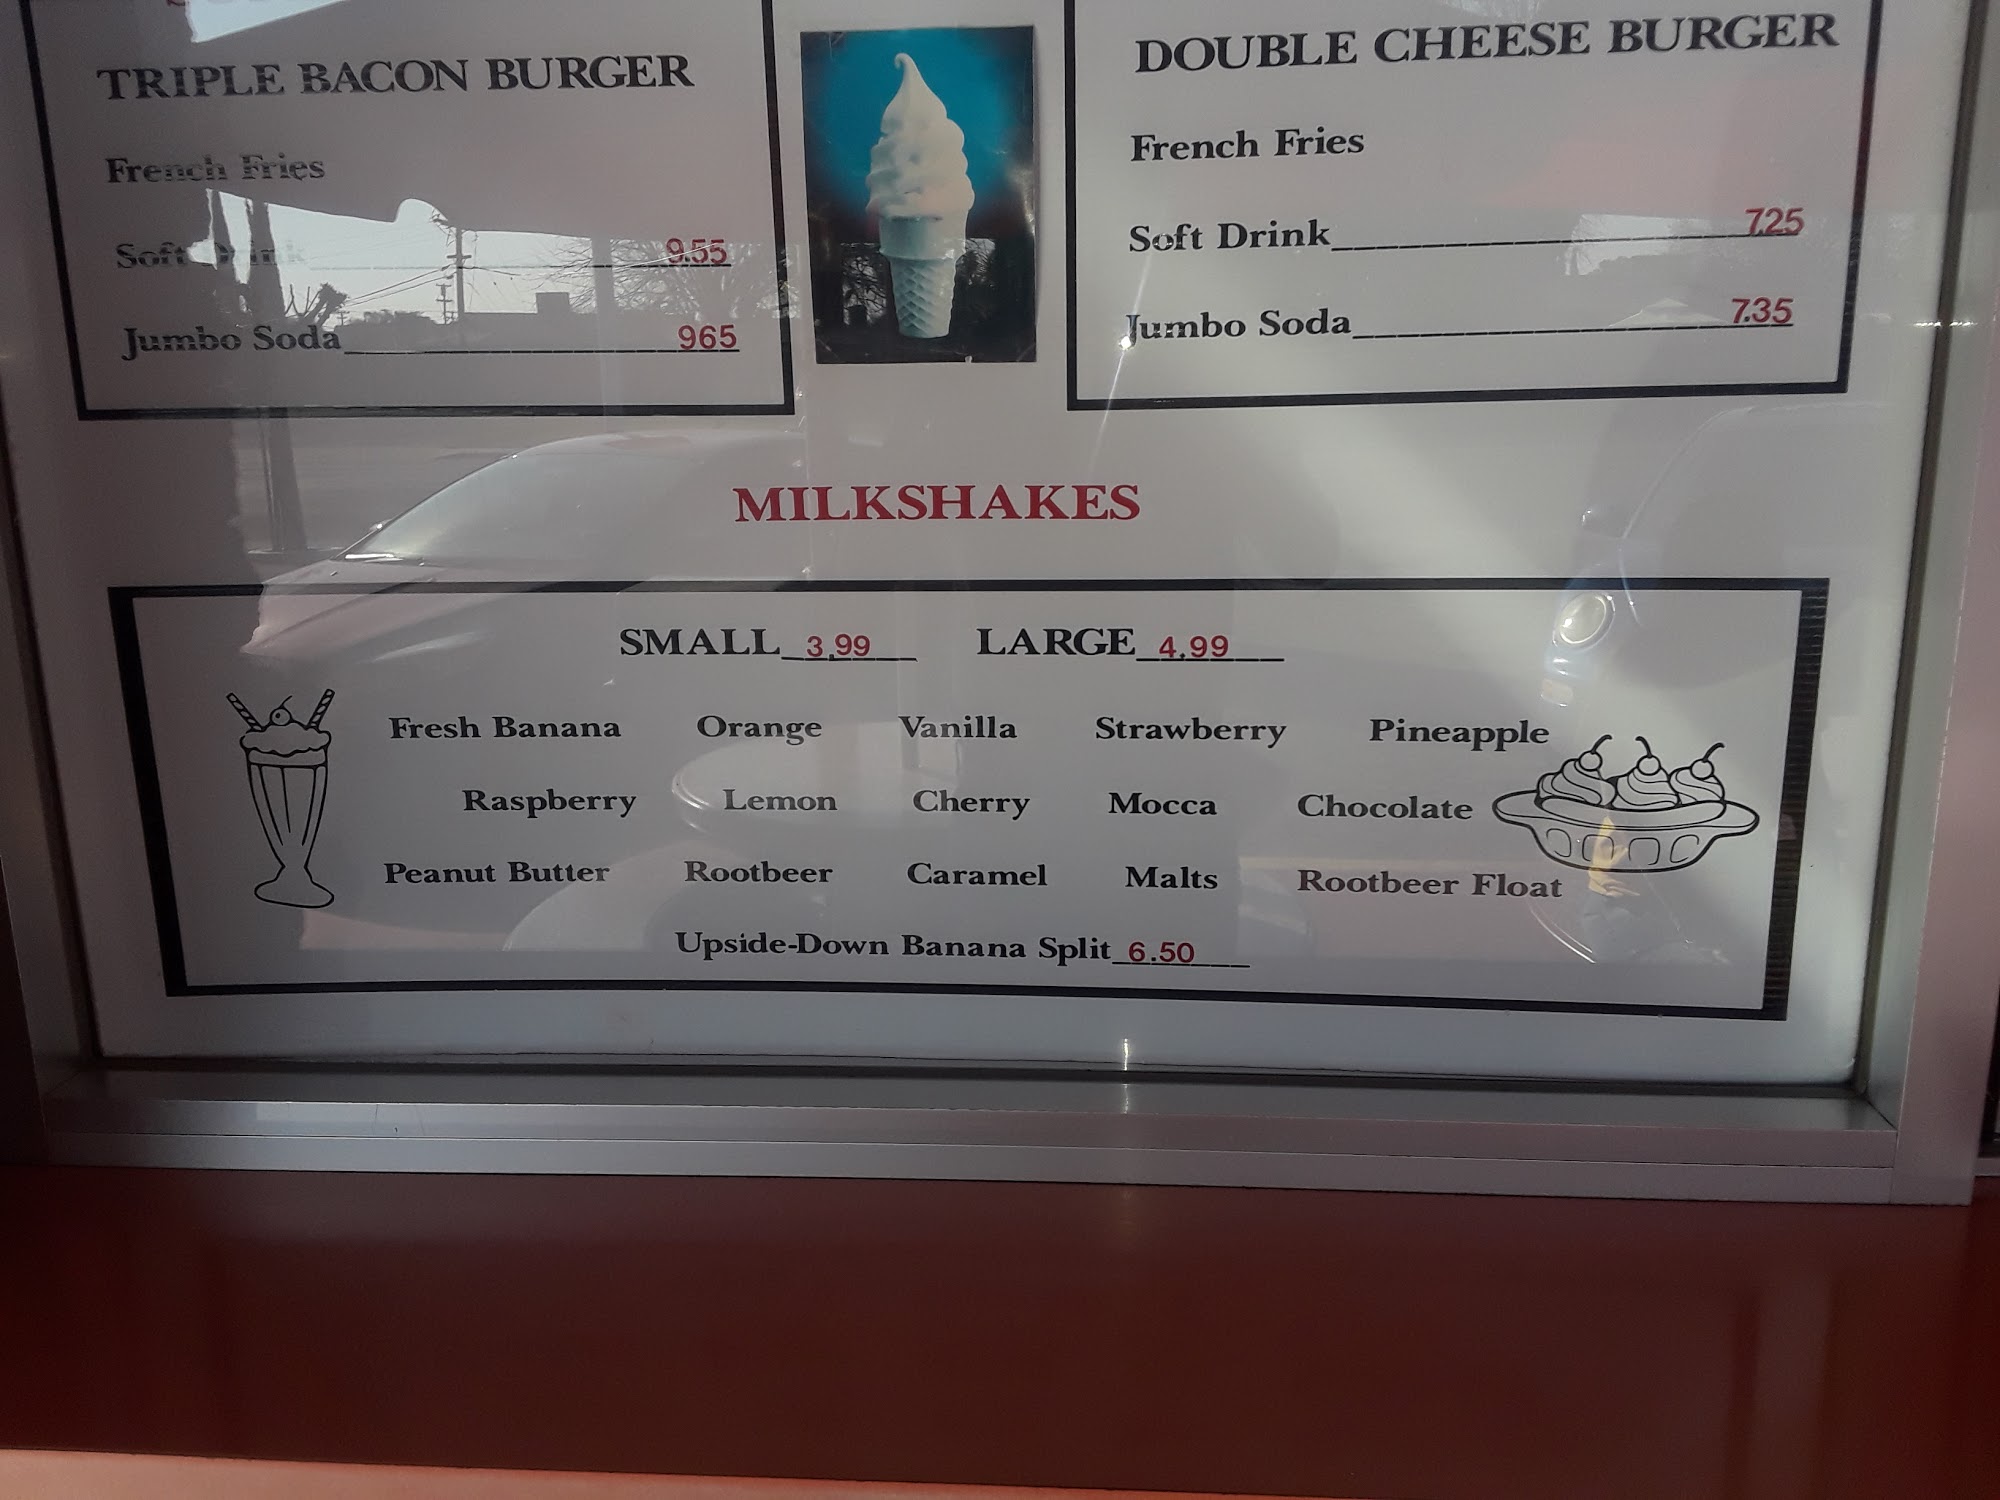 TRIPLE BACON BURGER
French Fries
Soft Drink 9.55
Jumbo Soda 965
DOUBLE CHEESE BURGER
French Fries
Soft Drink 7.25
Jumbo Soda 7.35
MILKSHAKES
SMALL 3.99 LARGE 4.99
Fresh Banana Orange Vanilla Strawberry Pineapple
Raspberry Lemon Cherry Mocca Chocolate
Peanut Butter Rootbeer Caramel Malts Rootbeer Float
Upside-Down Banana Split 6.50